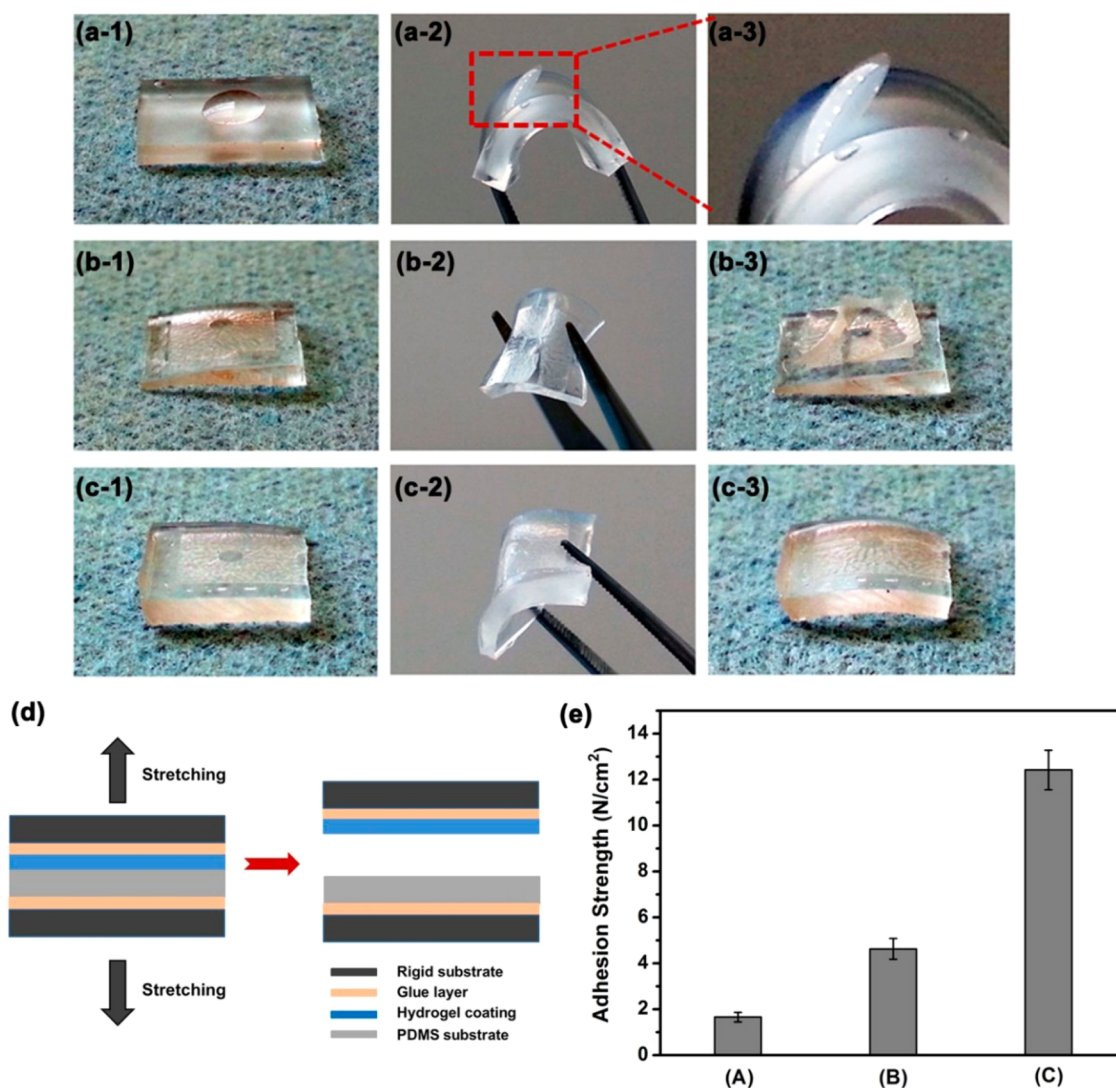 (a-1)
(a-2)
(a-3)
(b-1)
(b-2)
(b-3)
(c-1)
(c-2)
(c-3)
(d)
Stretching
Stretching
Rigid substrate
Glue layer
Hydrogel coating
PDMS substrate
(e)
Adhesion Strength (N/cm²)
14
12
10
8
6
4
2
0
(A)
(B)
(C)